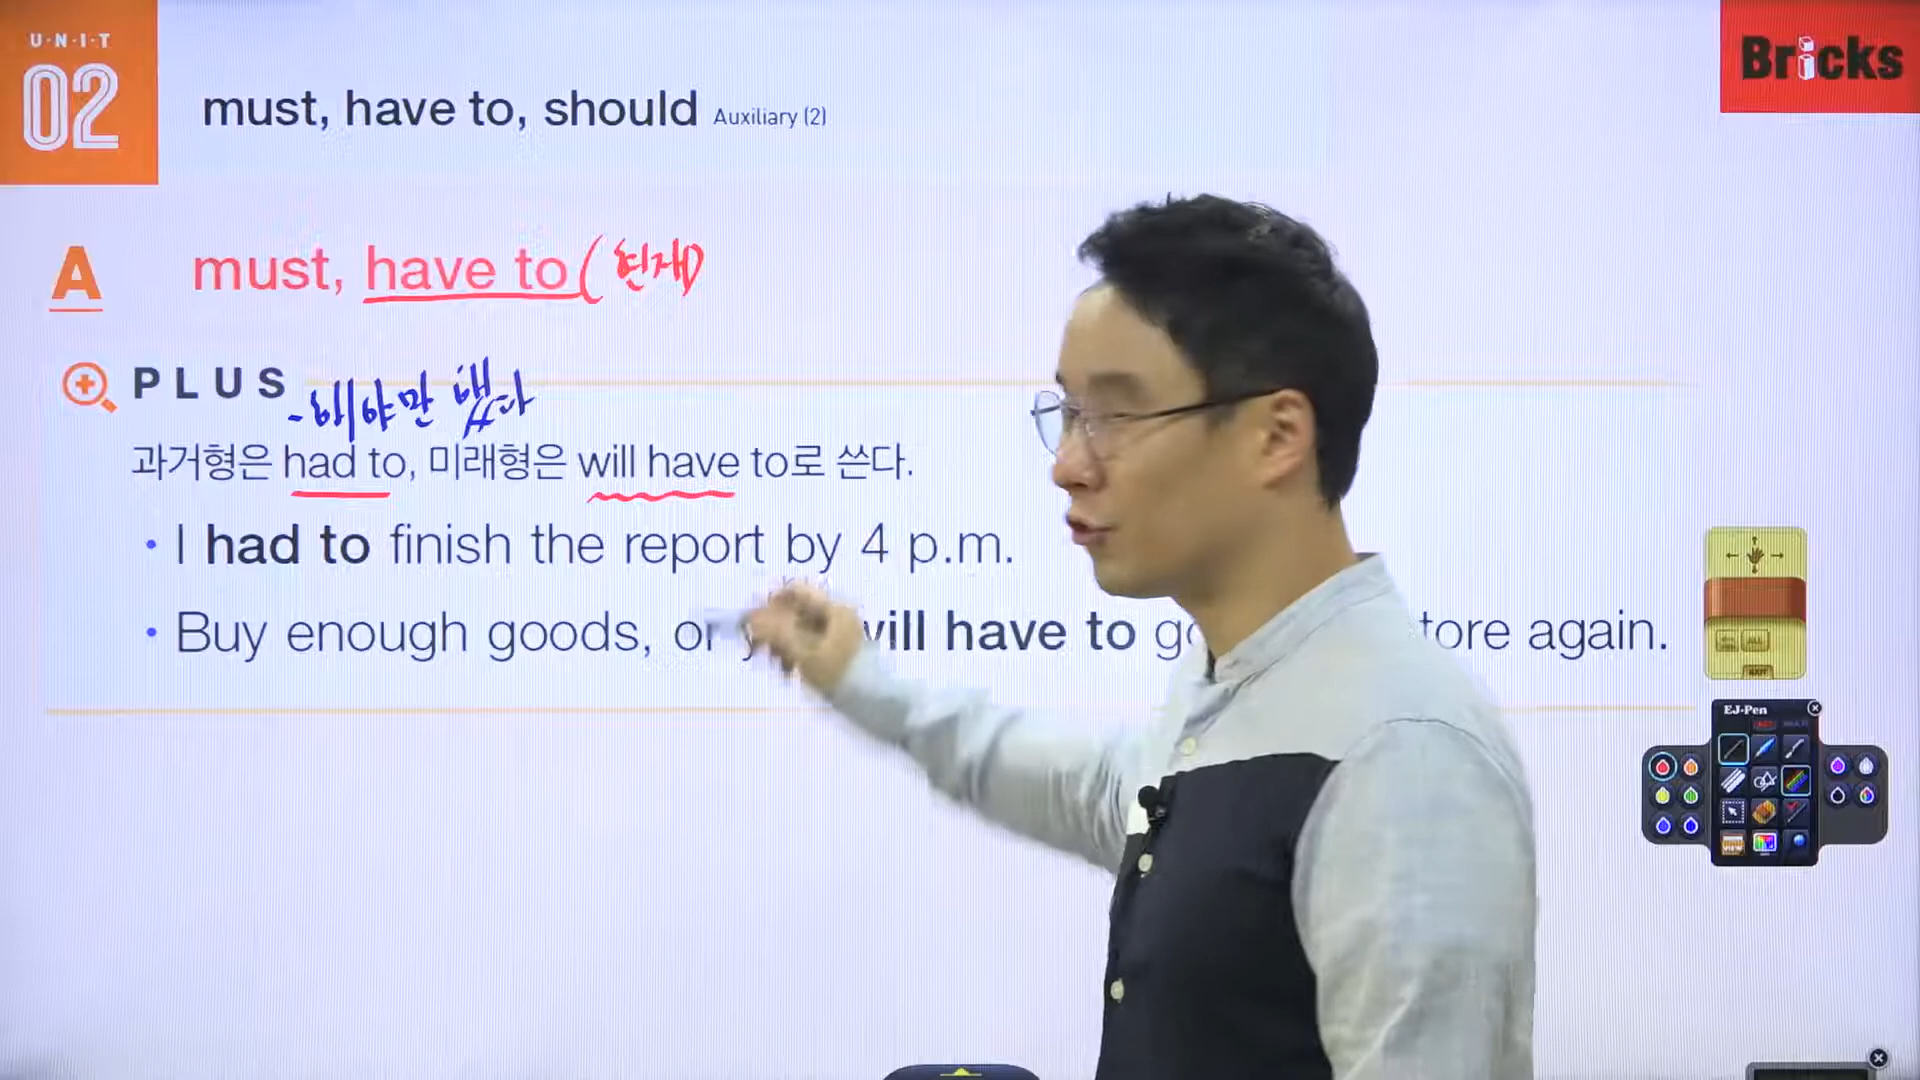 U·N·I·T
02
must, have to, should Auxiliary (2)
Bricks
A must, have to (현재)
PLUS
-해야만 했다
과거형은 had to, 미래형은 will have to로 쓴다.
• I had to finish the report by 4 p.m.
• Buy enough goods, or will have to go tore again.
EJ-Pen